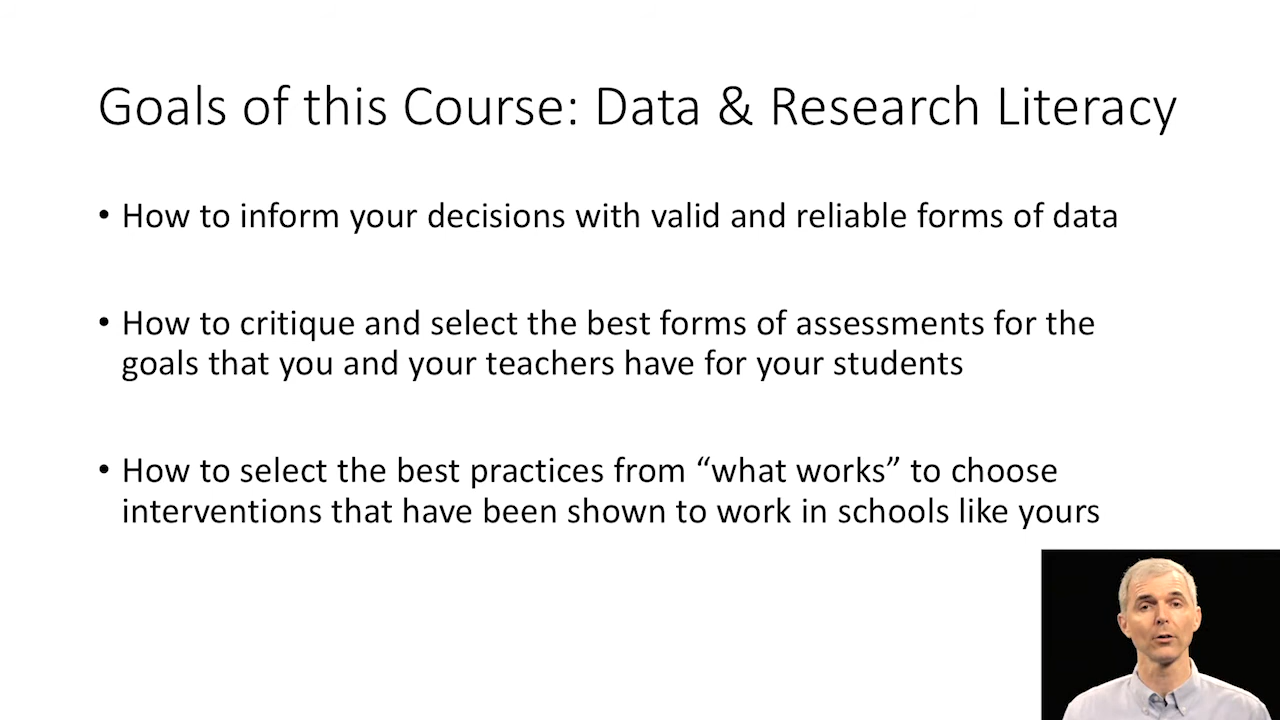 Goals of this Course: Data & Research Literacy
• How to inform your decisions with valid and reliable forms of data
• How to critique and select the best forms of assessments for the
goals that you and your teachers have for your students
• How to select the best practices from “what works” to choose
interventions that have been shown to work in schools like yours